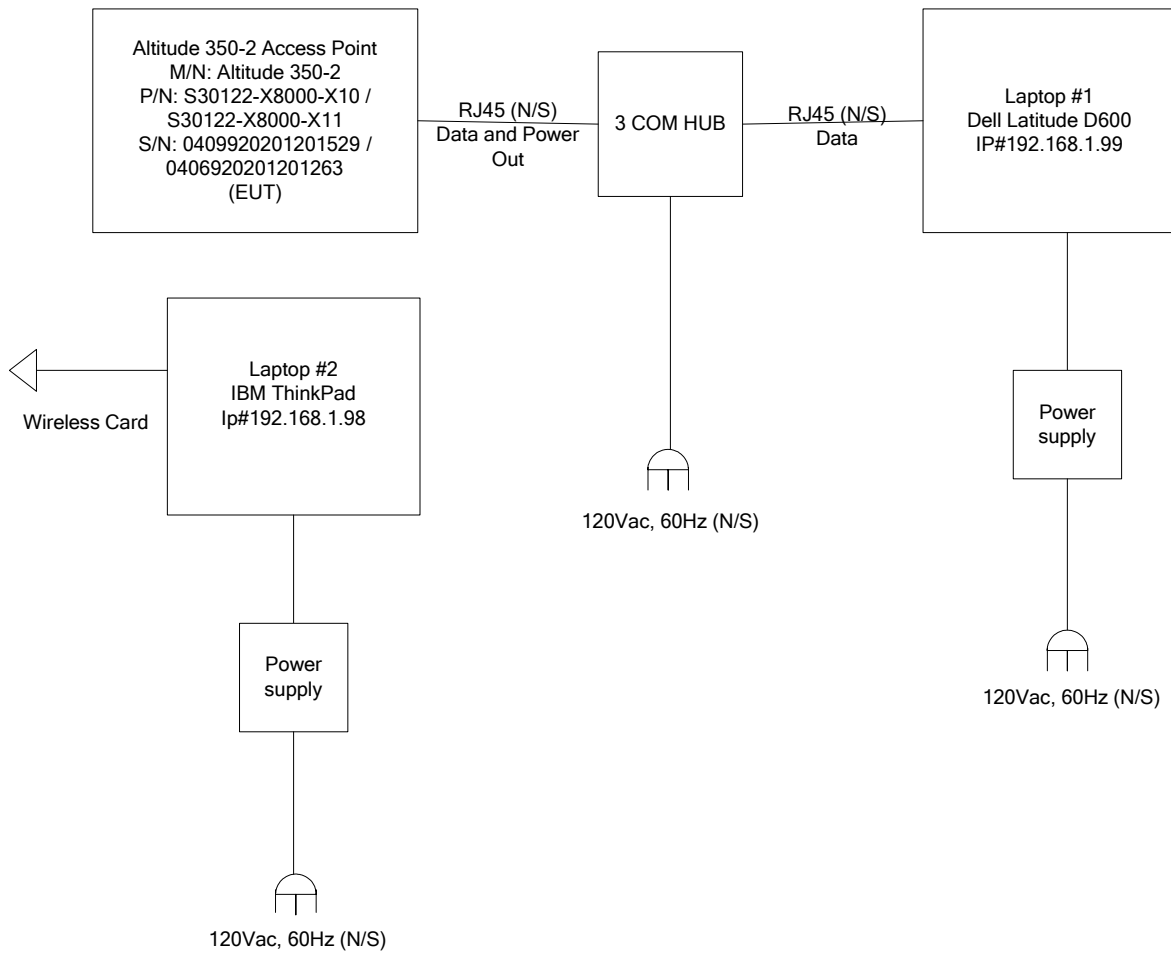 Altitude 350-2 Access Point
M/N: Altitude 350-2
P/N: S30122-X8000-X10 /
S30122-X8000-X11
S/N: 0409920201201529 /
0406920201201263
(EUT)
RJ45 (N/S)
Data and Power
Out
3 COM HUB
RJ45 (N/S)
Data
Laptop #1
Dell Latitude D600
IP#192.168.1.99
Laptop #2
IBM ThinkPad
Ip#192.168.1.98
Wireless Card
Power
supply
120Vac, 60Hz (N/S)
Power
supply
120Vac, 60Hz (N/S)
120Vac, 60Hz (N/S)